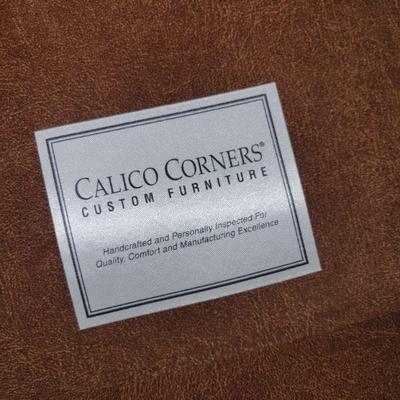 CALICO CORNERS®
CUSTOM FURNITURE
Handcrafted and Personally Inspected For
Quality, Comfort and Manufacturing Excellence